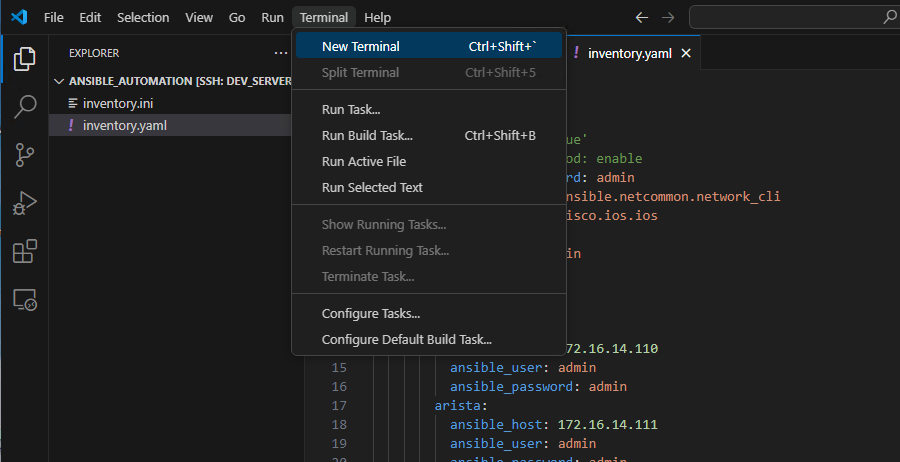 File Edit Selection View Go Run Terminal Help
EXPLORER ...
ANSIBLE_AUTOMATION [SSH: DEV_SERVER
inventory.ini
! inventory.yaml
New Terminal Ctrl+Shift+`
Split Terminal Ctrl+Shift+5
Run Task...
Run Build Task... Ctrl+Shift+B
Run Active File
Run Selected Text
Show Running Tasks...
Restart Running Task...
Terminate Task...
Configure Tasks...
Configure Default Build Task...
! inventory.yaml
ue'
od: enable
rd: admin
nsible.netcommon.network_cli
isco.ios.ios
in
172.16.14.110
15 ansible_user: admin
16 ansible_password: admin
17 arista:
18 ansible_host: 172.16.14.111
19 ansible_user: admin
20 ansible_password: admin